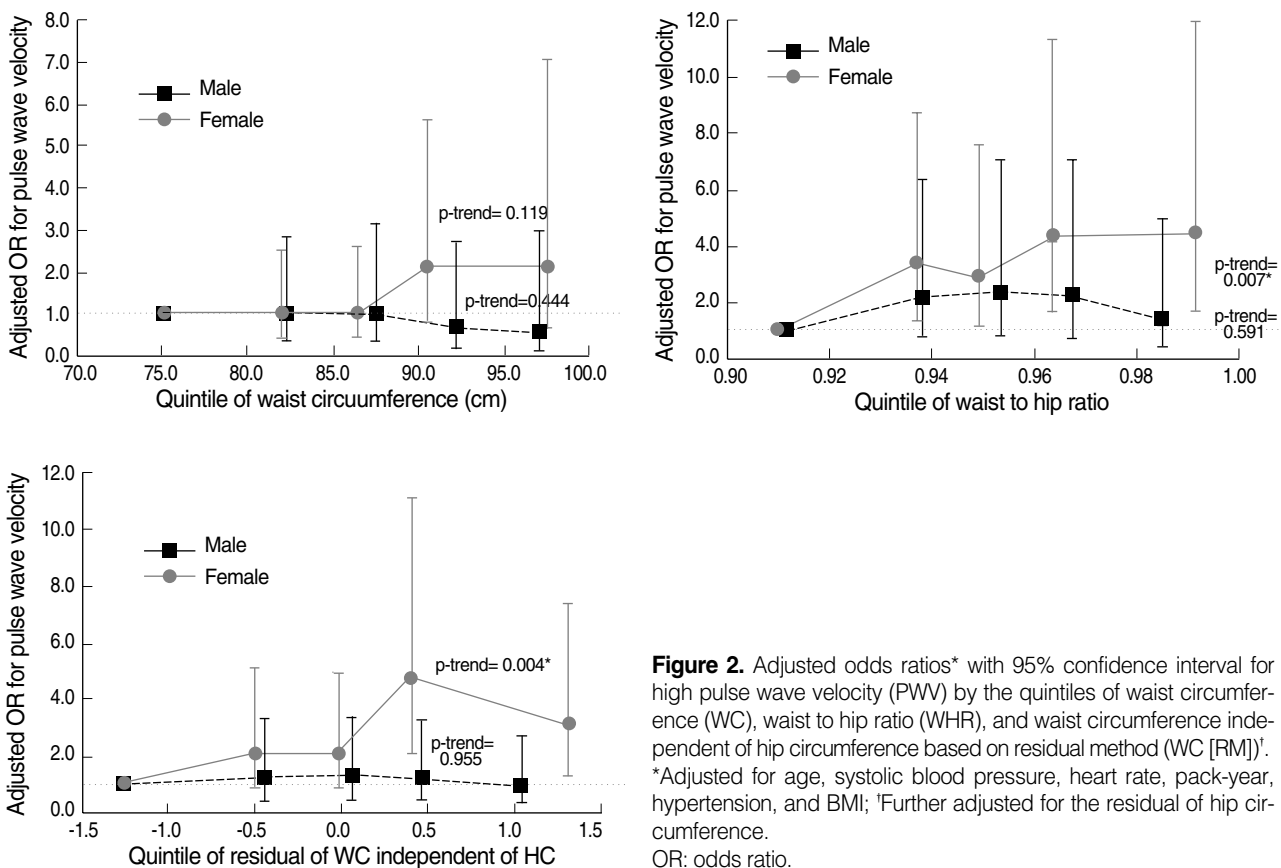 Adjusted OR for pulse wave velocity
8.0
7.0
6.0
5.0
4.0
3.0
2.0
1.0
0.0
Male
Female
p-trend= 0.119
p-trend=0.444
70.0 75.0 80.0 85.0 90.0 95.0 100.0
Quintile of waist circuumference (cm)
Adjusted OR for pulse wave velocity
12.0
10.0
8.0
6.0
4.0
2.0
0.0
Male
Female
p-trend=
0.007*
p-trend=
0.591
0.90 0.92 0.94 0.96 0.98 1.00
Quintile of waist to hip ratio
Adjusted OR for pulse wave velocity
12.0
10.0
8.0
6.0
4.0
2.0
0.0
Male
Female
p-trend= 0.004*
p-trend=
0.955
-1.5 -1.0 -0.5 0.0 0.5 1.0 1.5
Quintile of residual of WC independent of HC
Figure 2. Adjusted odds ratios* with 95% confidence interval for
high pulse wave velocity (PWV) by the quintiles of waist circumfer-
ence (WC), waist to hip ratio (WHR), and waist circumference inde-
pendent of hip circumference based on residual method (WC [RM])†.
*Adjusted for age, systolic blood pressure, heart rate, pack-year,
hypertension, and BMI; †Further adjusted for the residual of hip cir-
cumference.
OR: odds ratio.